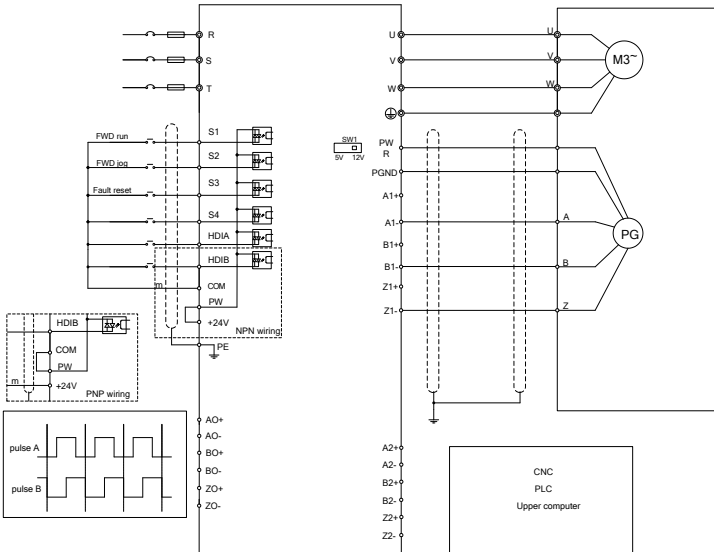 R
S
T
FWD run
FWD jog
Fault reset
S1
S2
S3
S4
HDIA
HDIB
COM
PW
+24V
NPN wiring
PE
m
HDIB
COM
PW
+24V
m
PNP wiring
pulse A
pulse B
AO+
AO-
BO+
BO-
ZO+
ZO-
SW1
5V 12V
U
V
W
PW
R
PGND
A1+
A1-
B1+
B1-
Z1+
Z1-
A2+
A2-
B2+
B2-
Z2+
Z2-
U
V
W
M3~
A
B
Z
PG
CNC
PLC
Upper computer